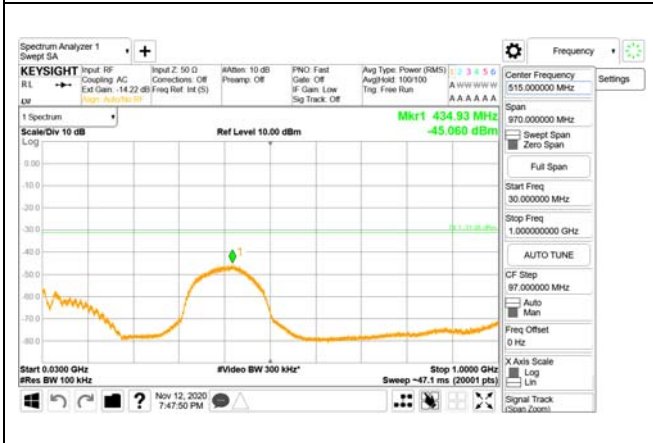 Spectrum Analyzer 1
Swept SA
Frequency
KEYSIGHT
Input: RF
Coupling: AC
Ext Gain: -14.22 dB
Align: Auto/No RF
RL
Input Z: 50 Ω
Corrections: Off
Freq Ref: Int (S)
#Atten: 10 dB
Preamp: Off
PNO: Fast
Gate: Off
IF Gain: Low
Sig Track: Off
Avg Type: Power (RMS)
Avg|Hold: 100/100
Trig: Free Run
1 2 3 4 5 6
A W W W W W
A A A A A A
1 Spectrum
Scale/Div 10 dB
Ref Level 10.00 dBm
Mkr1 434.93 MHz
-45.060 dBm
Log
0.00
-10.0
-20.0
-30.0
-40.0
-50.0
-60.0
-70.0
-80.0
1
Start 0.0300 GHz
#Res BW 100 kHz
#Video BW 300 kHz*
Stop 1.0000 GHz
Sweep ~47.1 ms (20001 pts)
Nov 12, 2020
7:47:50 PM
Center Frequency
515.000000 MHz
Settings
Span
970.000000 MHz
Swept Span
Zero Span
Full Span
Start Freq
30.000000 MHz
Stop Freq
1.000000000 GHz
AUTO TUNE
CF Step
97.000000 MHz
Auto
Man
Freq Offset
0 Hz
X Axis Scale
Log
Lin
Signal Track
(Span Zoom)